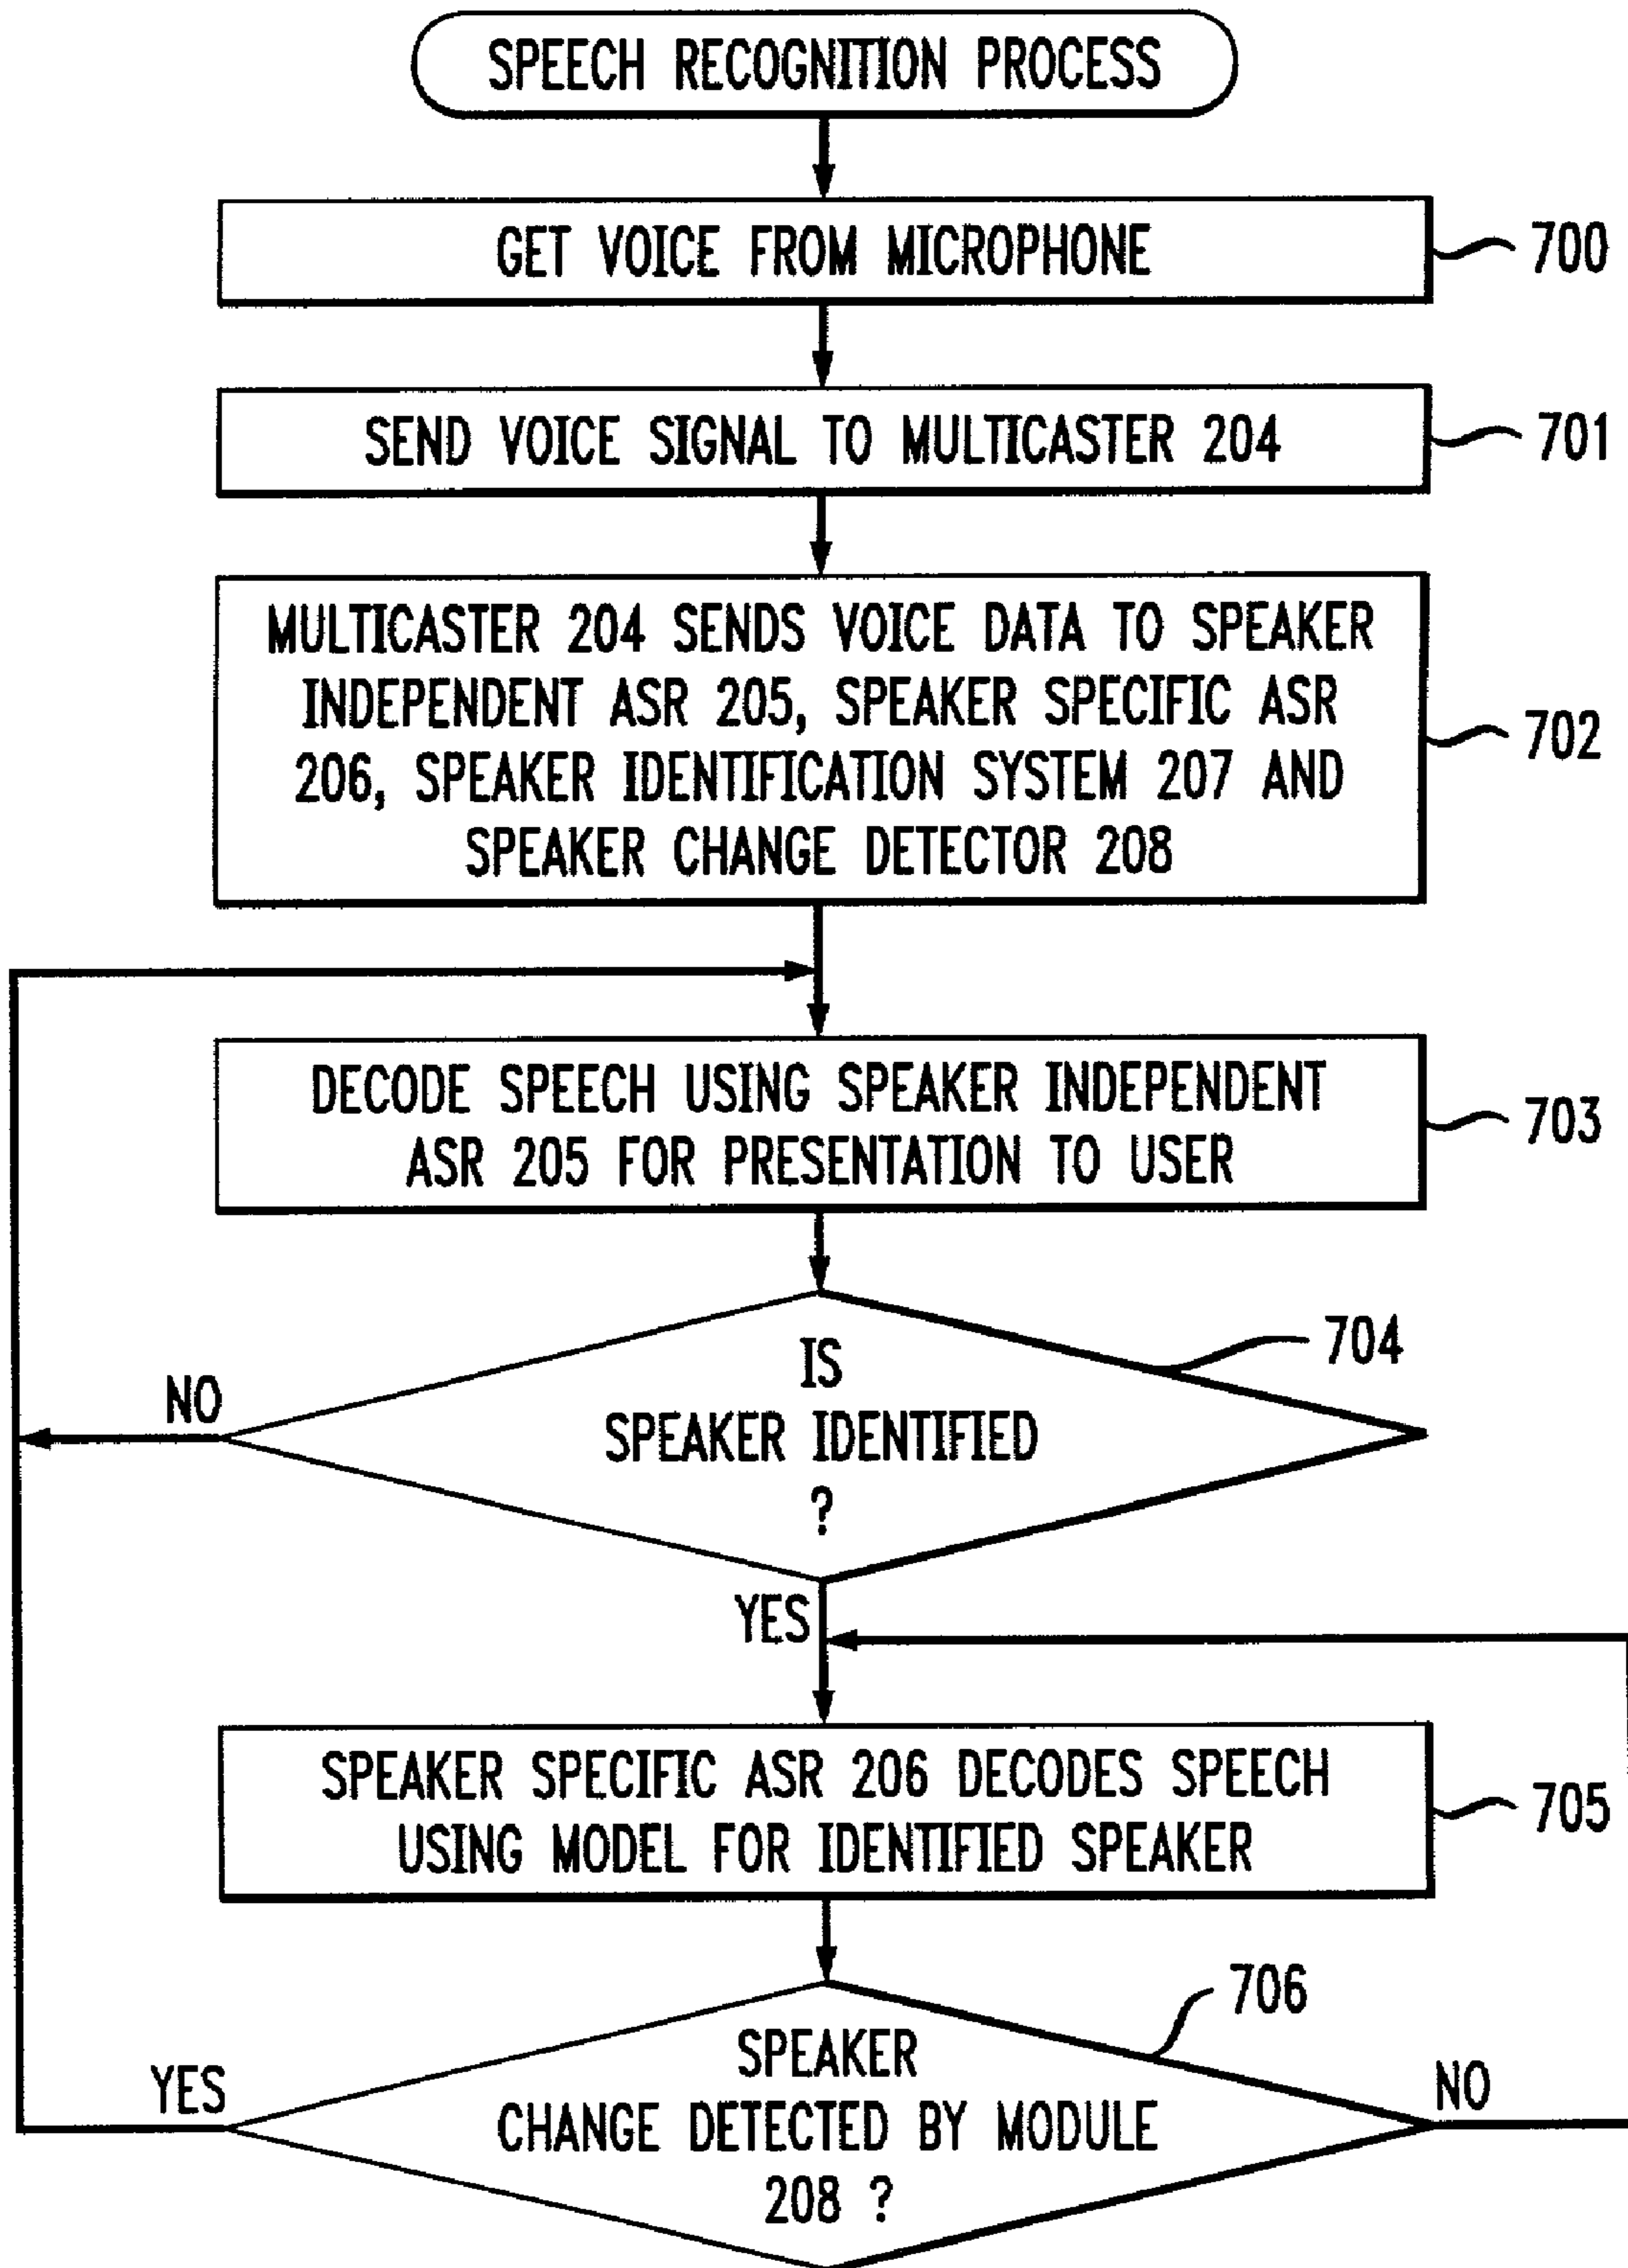 SPEECH RECOGNITION PROCESS
GET VOICE FROM MICROPHONE
700
SEND VOICE SIGNAL TO MULTICASTER 204
701
MULTICASTER 204 SENDS VOICE DATA TO SPEAKER
INDEPENDENT ASR 205, SPEAKER SPECIFIC ASR
206, SPEAKER IDENTIFICATION SYSTEM 207 AND
SPEAKER CHANGE DETECTOR 208
702
DECODE SPEECH USING SPEAKER INDEPENDENT
ASR 205 FOR PRESENTATION TO USER
703
704
IS
SPEAKER IDENTIFIED
?
NO
YES
SPEAKER SPECIFIC ASR 206 DECODES SPEECH
USING MODEL FOR IDENTIFIED SPEAKER
705
706
SPEAKER
CHANGE DETECTED BY MODULE
208 ?
YES
NO